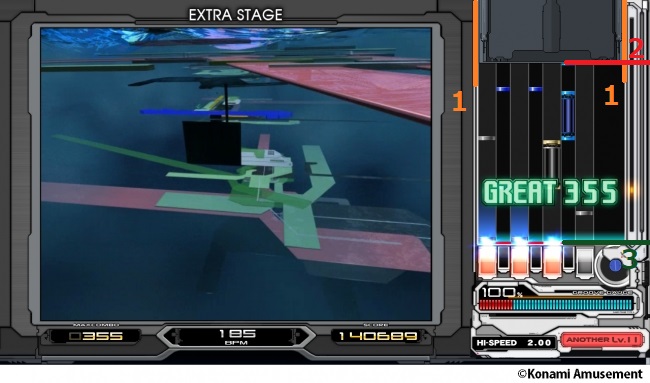 EXTRA STAGE
2
1
1
GREAT 355
3
100%
MAXCOMBO
0355
185
BPM
SCORE
140689
HI-SPEED 2.00
ANOTHER Lv.11
©Konami Amusement